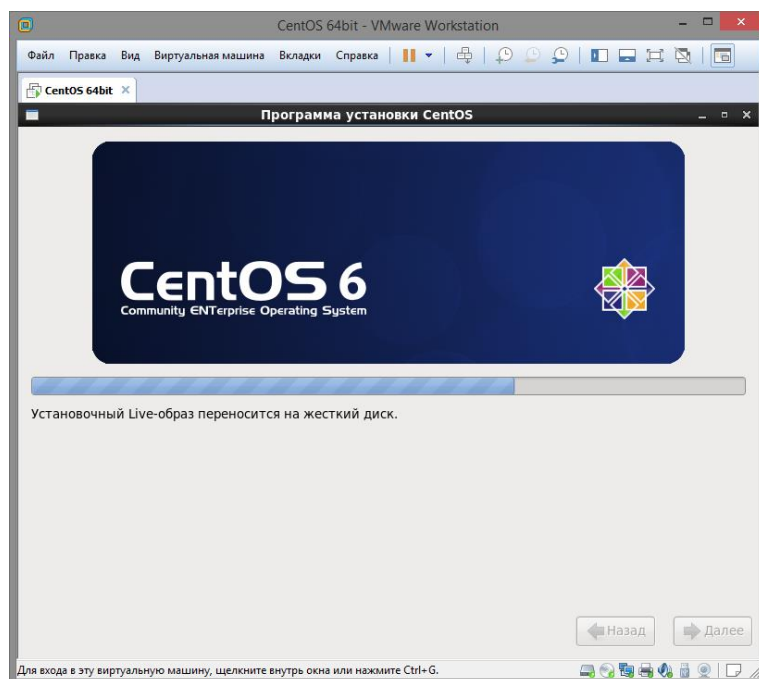 CentOS 64bit - VMware Workstation
Файл Правка Вид Виртуальная машина Вкладки Справка
CentOS 64bit
Программа установки CentOS
CentOS 6
Community ENTerprise Operating System
Установочный Live-образ переносится на жесткий диск.
Назад Далее
Для входа в эту виртуальную машину, щелкните внутрь окна или нажмите Ctrl+G.